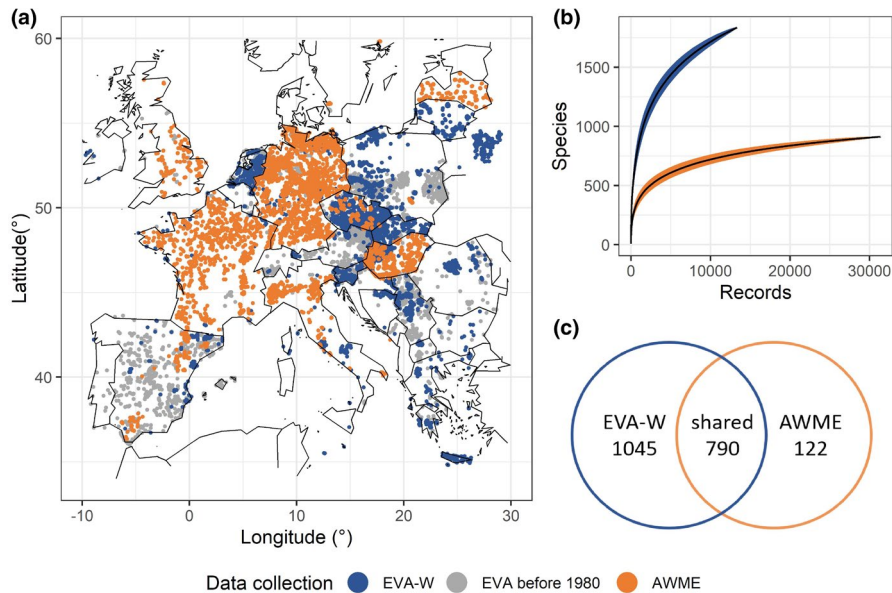 (a)
60
50
40
-10
0
10
20
30
Latitude(°)
Longitude (°)
(b)
1500
1000
500
0
0
10000
20000
30000
Species
Records
(c)
EVA-W
1045
shared
790
AWME
122
Data collection EVA-W EVA before 1980 AWME